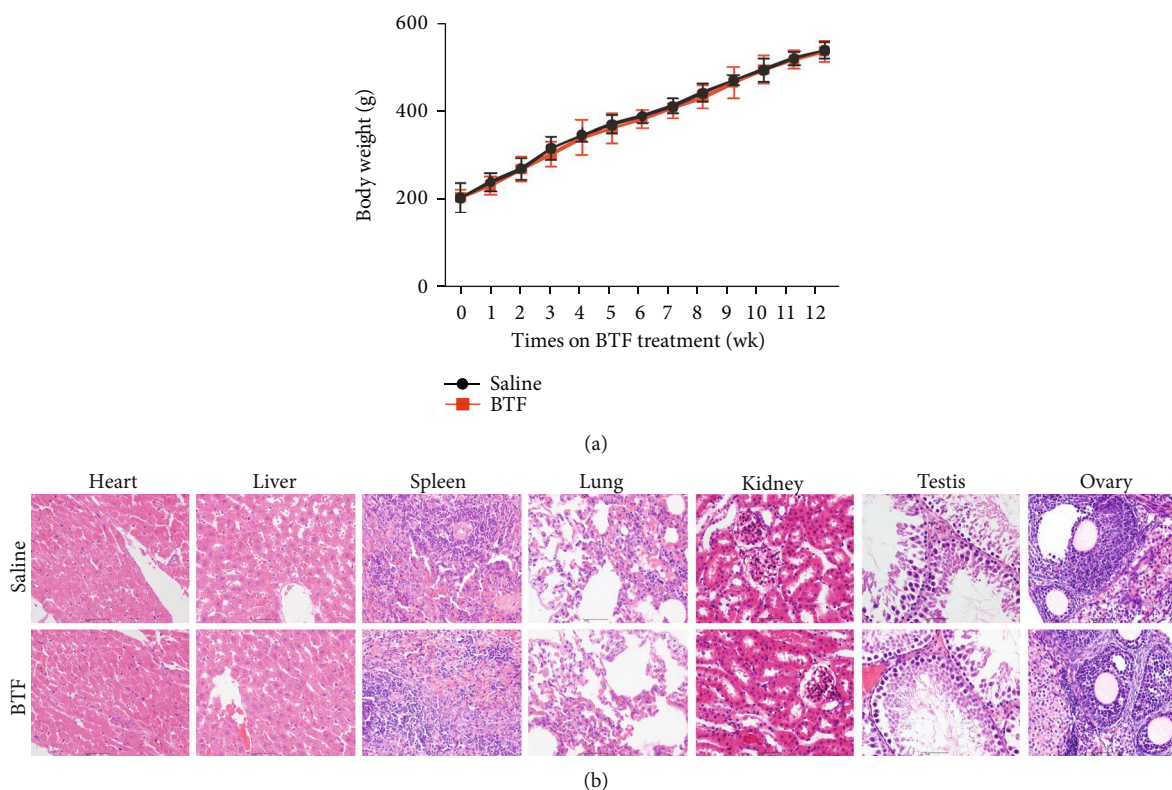 600
400
200
0
Body weight (g)
0 1 2 3 4 5 6 7 8 9 10 11 12
Times on BTF treatment (wk)
Saline
BTF
(a)
Heart Liver Spleen Lung Kidney Testis Ovary
Saline
BTF
(b)